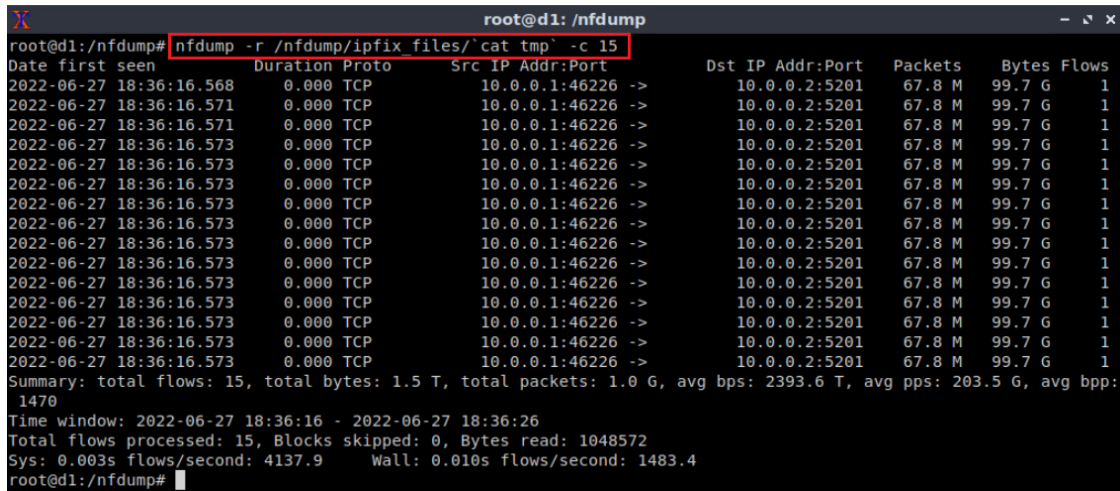 root@d1: /nfdump
root@d1:/nfdump# nfdump -r /nfdump/ipfix_files/`cat tmp` -c 15
Date first seen Duration Proto Src IP Addr:Port Dst IP Addr:Port Packets Bytes Flows
2022-06-27 18:36:16.568 0.000 TCP 10.0.0.1:46226 -> 10.0.0.2:5201 67.8 M 99.7 G 1
2022-06-27 18:36:16.571 0.000 TCP 10.0.0.1:46226 -> 10.0.0.2:5201 67.8 M 99.7 G 1
2022-06-27 18:36:16.571 0.000 TCP 10.0.0.1:46226 -> 10.0.0.2:5201 67.8 M 99.7 G 1
2022-06-27 18:36:16.573 0.000 TCP 10.0.0.1:46226 -> 10.0.0.2:5201 67.8 M 99.7 G 1
2022-06-27 18:36:16.573 0.000 TCP 10.0.0.1:46226 -> 10.0.0.2:5201 67.8 M 99.7 G 1
2022-06-27 18:36:16.573 0.000 TCP 10.0.0.1:46226 -> 10.0.0.2:5201 67.8 M 99.7 G 1
2022-06-27 18:36:16.573 0.000 TCP 10.0.0.1:46226 -> 10.0.0.2:5201 67.8 M 99.7 G 1
2022-06-27 18:36:16.573 0.000 TCP 10.0.0.1:46226 -> 10.0.0.2:5201 67.8 M 99.7 G 1
2022-06-27 18:36:16.573 0.000 TCP 10.0.0.1:46226 -> 10.0.0.2:5201 67.8 M 99.7 G 1
2022-06-27 18:36:16.573 0.000 TCP 10.0.0.1:46226 -> 10.0.0.2:5201 67.8 M 99.7 G 1
2022-06-27 18:36:16.573 0.000 TCP 10.0.0.1:46226 -> 10.0.0.2:5201 67.8 M 99.7 G 1
2022-06-27 18:36:16.573 0.000 TCP 10.0.0.1:46226 -> 10.0.0.2:5201 67.8 M 99.7 G 1
2022-06-27 18:36:16.573 0.000 TCP 10.0.0.1:46226 -> 10.0.0.2:5201 67.8 M 99.7 G 1
2022-06-27 18:36:16.573 0.000 TCP 10.0.0.1:46226 -> 10.0.0.2:5201 67.8 M 99.7 G 1
2022-06-27 18:36:16.573 0.000 TCP 10.0.0.1:46226 -> 10.0.0.2:5201 67.8 M 99.7 G 1
Summary: total flows: 15, total bytes: 1.5 T, total packets: 1.0 G, avg bps: 2393.6 T, avg pps: 203.5 G, avg bpp:
1470
Time window: 2022-06-27 18:36:16 - 2022-06-27 18:36:26
Total flows processed: 15, Blocks skipped: 0, Bytes read: 1048572
Sys: 0.003s flows/second: 4137.9 Wall: 0.010s flows/second: 1483.4
root@d1:/nfdump#